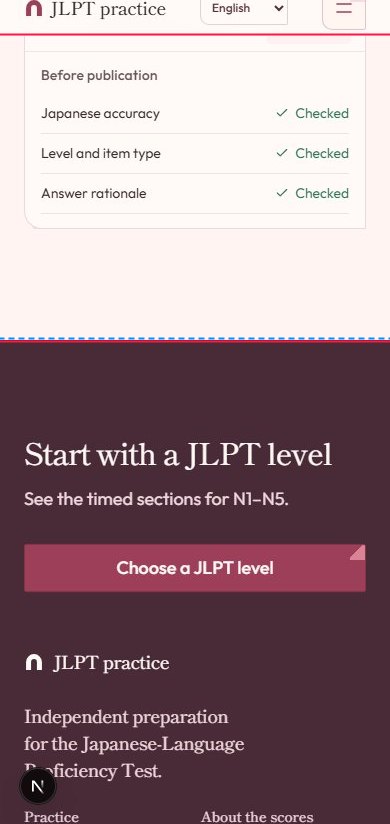 JLPT practice
English
Before publication
Japanese accuracy
Checked
Level and item type
Checked
Answer rationale
Checked
Start with a JLPT level
See the timed sections for N1–N5.
Choose a JLPT level
JLPT practice
Independent preparation
for the Japanese-Language
Test.
N
Practice
About the scores